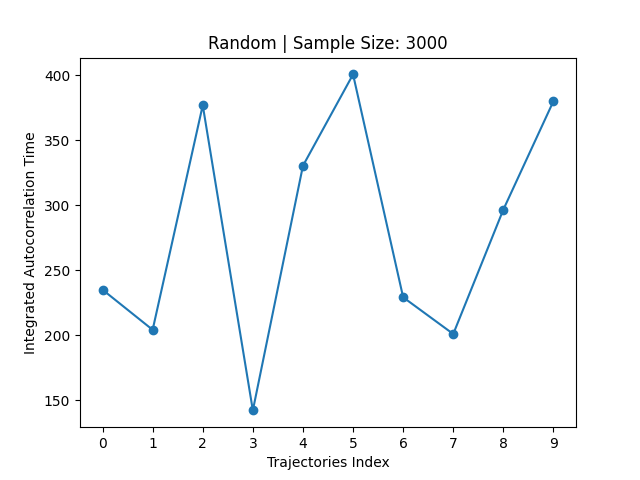 Random | Sample Size: 3000
Integrated Autocorrelation Time
400
350
300
250
200
150
0 1 2 3 4 5 6 7 8 9
Trajectories Index